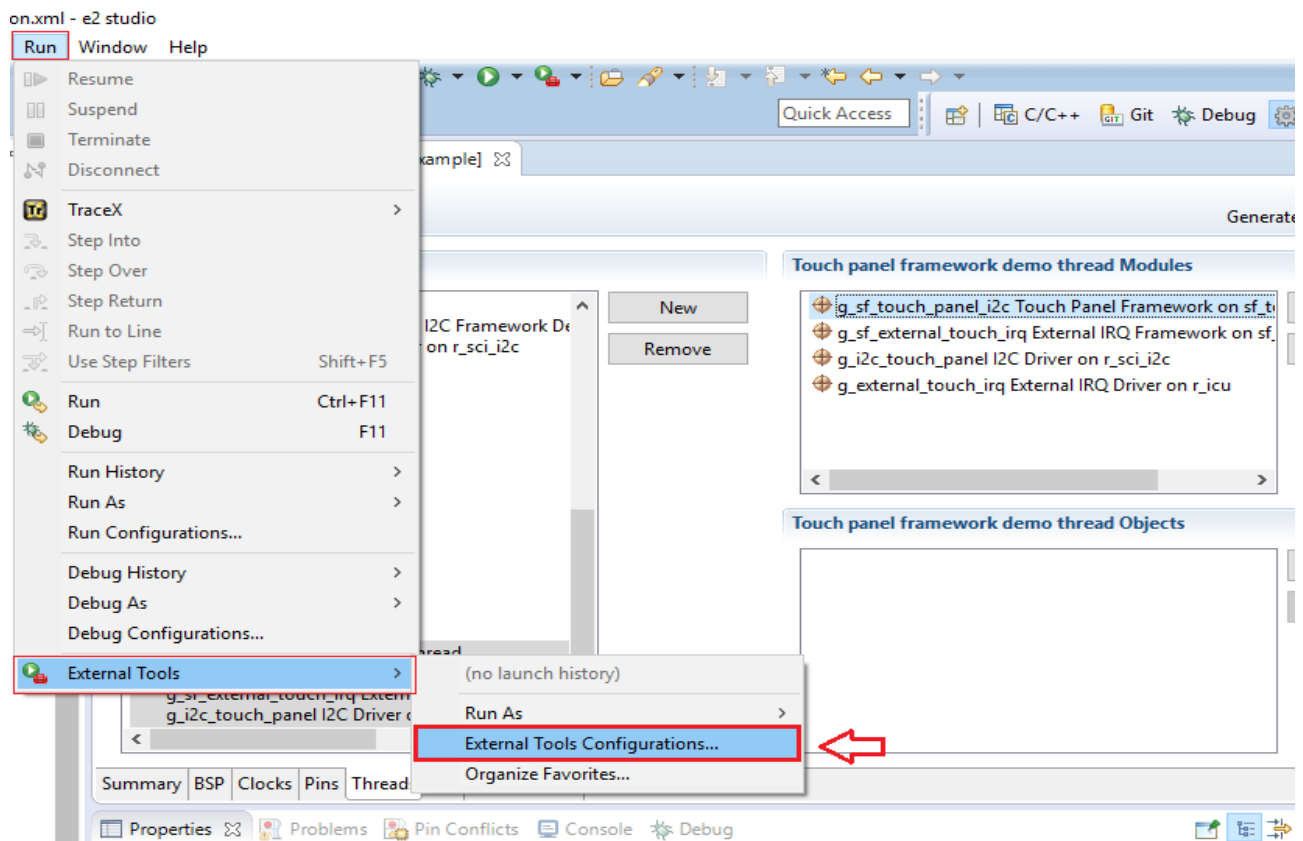 on.xml - e2 studio
Run Window Help
Resume
Suspend
Terminate
Disconnect
TraceX
Step Into
Step Over
Step Return
Run to Line
Use Step Filters Shift+F5
Run Ctrl+F11
Debug F11
Run History
Run As
Run Configurations...
Debug History
Debug As
Debug Configurations...
External Tools
(no launch history)
Run As
External Tools Configurations...
Organize Favorites...
Quick Access
C/C++ Git Debug
xample]
Generate
I2C Framework De
on r_sci_i2c
New
Remove
Touch panel framework demo thread Modules
g_sf_touch_panel_i2c Touch Panel Framework on sf_t
g_sf_external_touch_irq External IRQ Framework on sf_
g_i2c_touch_panel I2C Driver on r_sci_i2c
g_external_touch_irq External IRQ Driver on r_icu
Touch panel framework demo thread Objects
g_sf_external_touch_irq Extern
g_i2c_touch_panel I2C Driver
Summary BSP Clocks Pins Thread
Properties Problems Pin Conflicts Console Debug